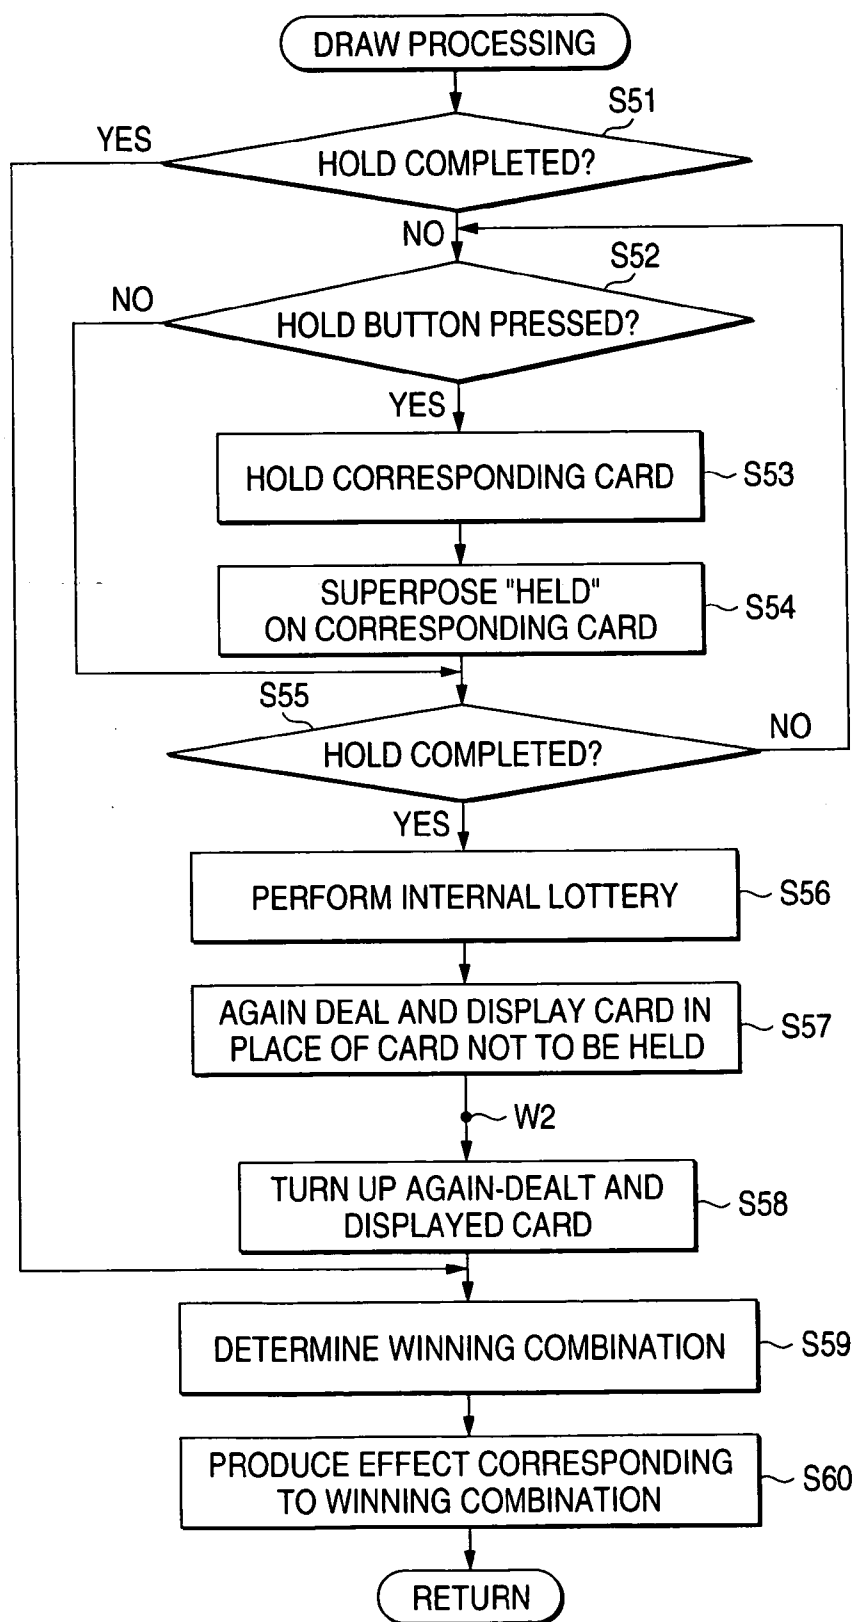 DRAW PROCESSING
S51
YES
HOLD COMPLETED?
NO
S52
NO
HOLD BUTTON PRESSED?
YES
HOLD CORRESPONDING CARD
S53
SUPERPOSE "HELD"
ON CORRESPONDING CARD
S54
S55
NO
HOLD COMPLETED?
YES
PERFORM INTERNAL LOTTERY
S56
AGAIN DEAL AND DISPLAY CARD IN
PLACE OF CARD NOT TO BE HELD
S57
W2
TURN UP AGAIN-DEALT AND
DISPLAYED CARD
S58
DETERMINE WINNING COMBINATION
S59
PRODUCE EFFECT CORRESPONDING
TO WINNING COMBINATION
S60
RETURN